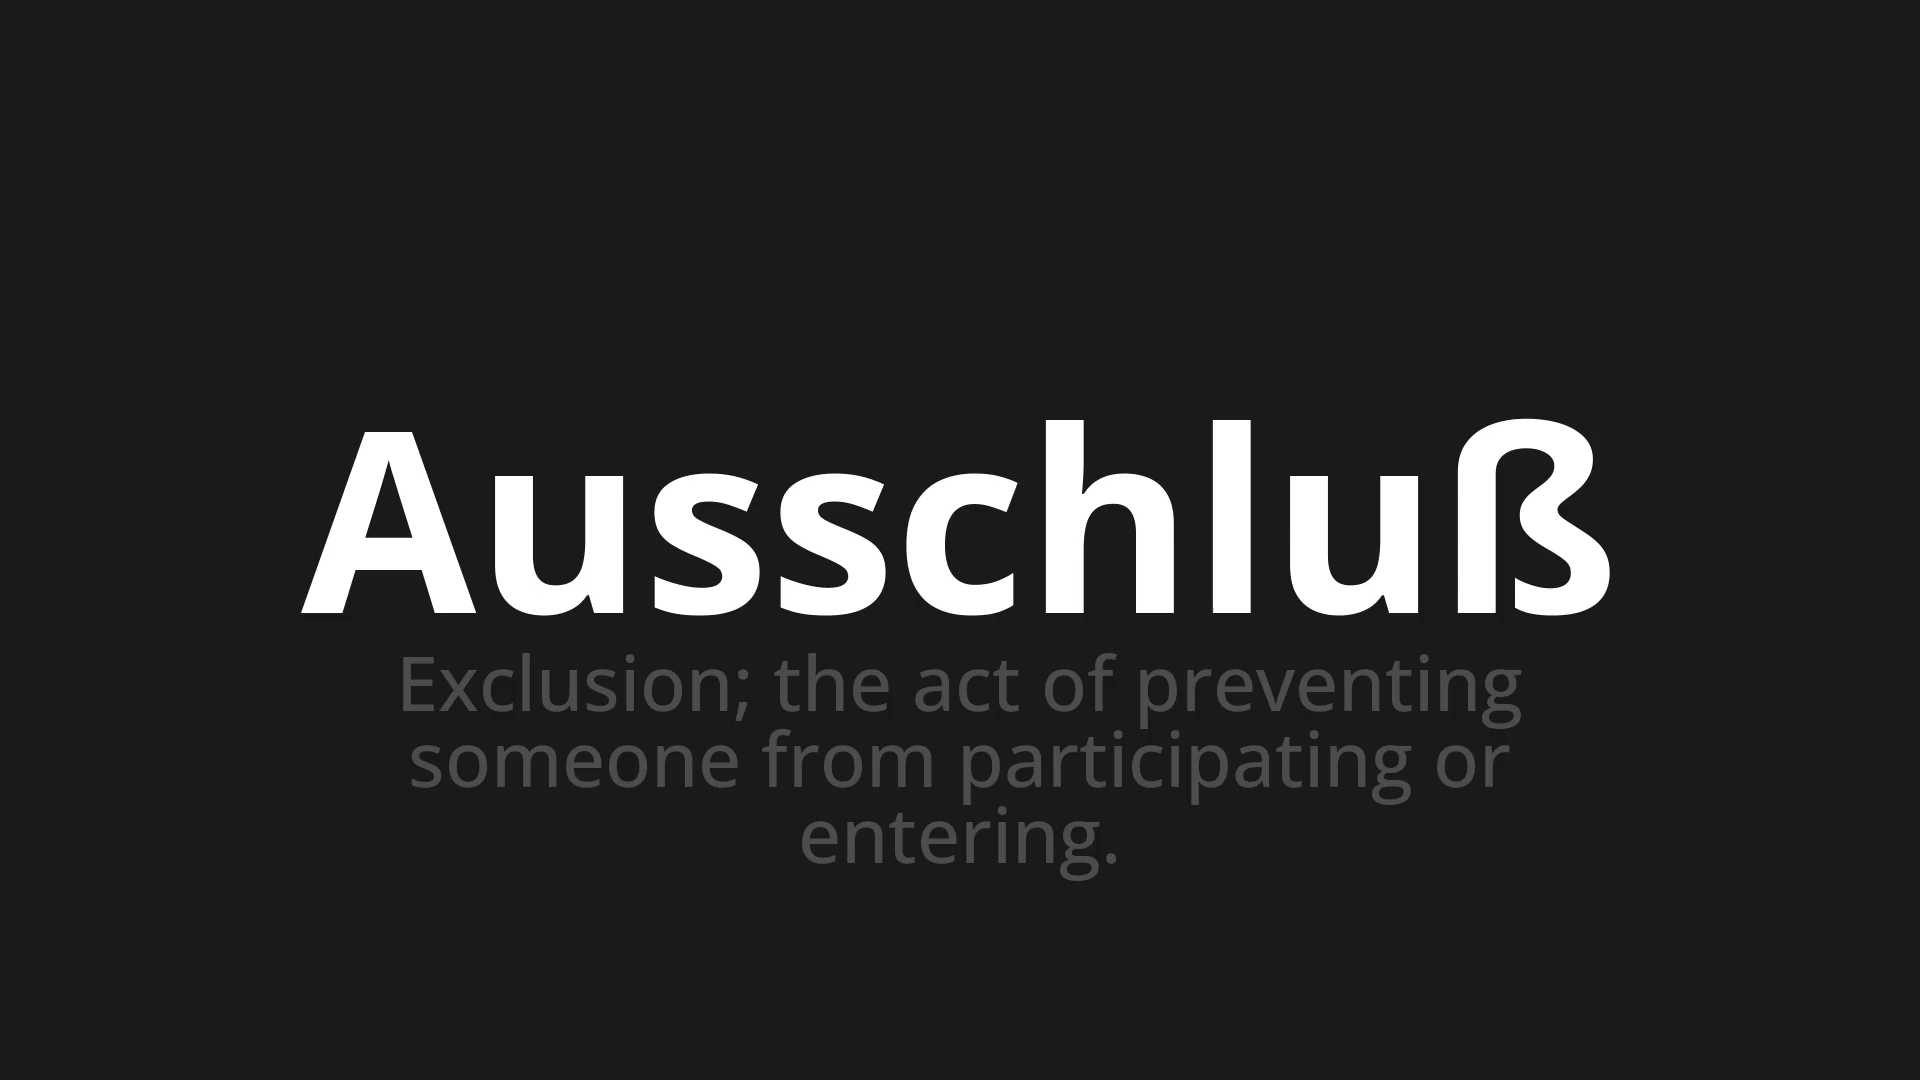 Ausschluß
Exclusion; the act of preventing
someone from participating or
entering.